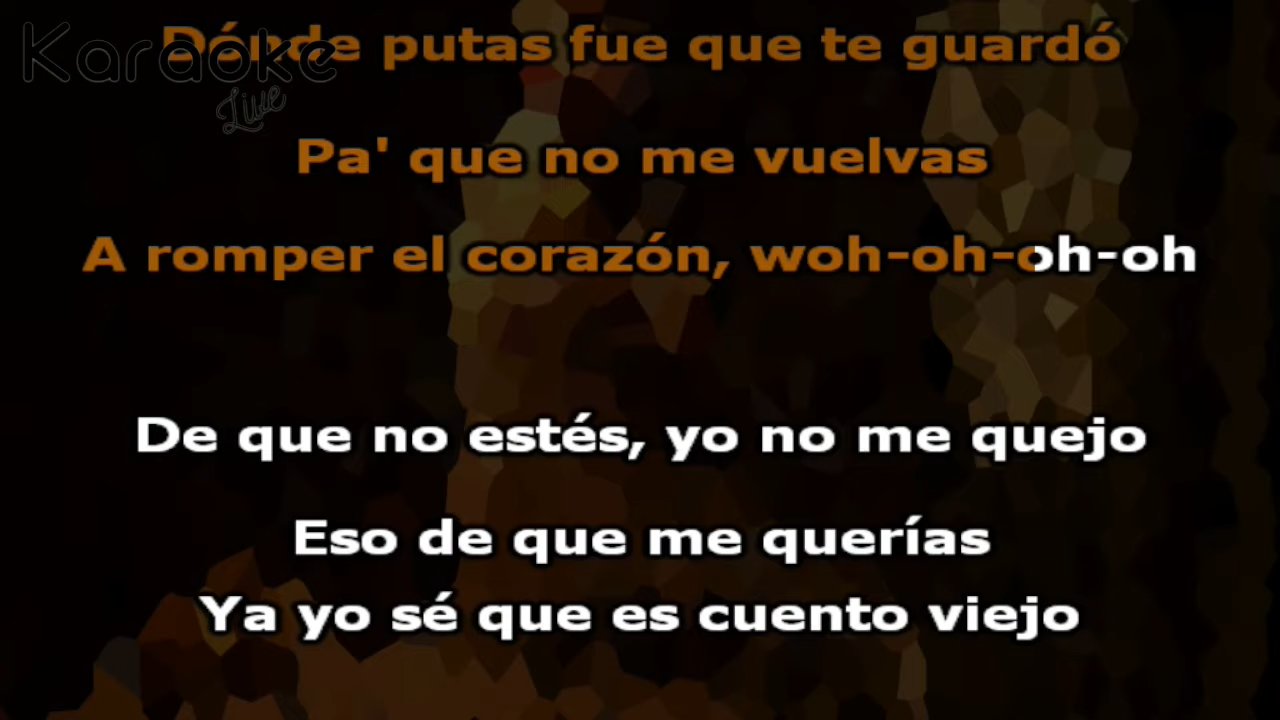 Karaoke
Live
Dónde putas fue que te guardó
Pa' que no me vuelvas
A romper el corazón, woh-oh-oh-oh
De que no estés, yo no me quejo
Eso de que me querías
Ya yo sé que es cuento viejo